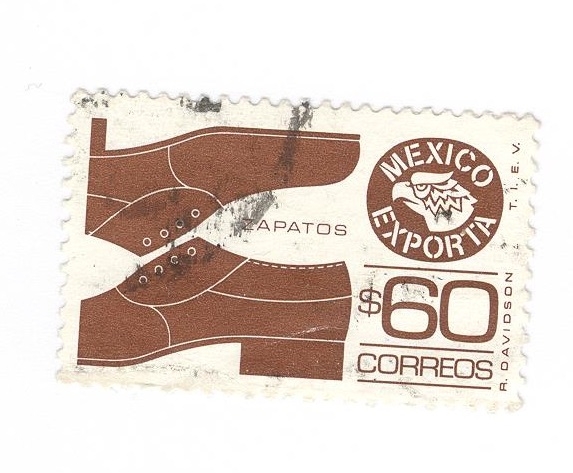 MEXICO
EXPORTA
ZAPATOS
$60
CORREOS
R. DAVIDSON
T. I. E. V.